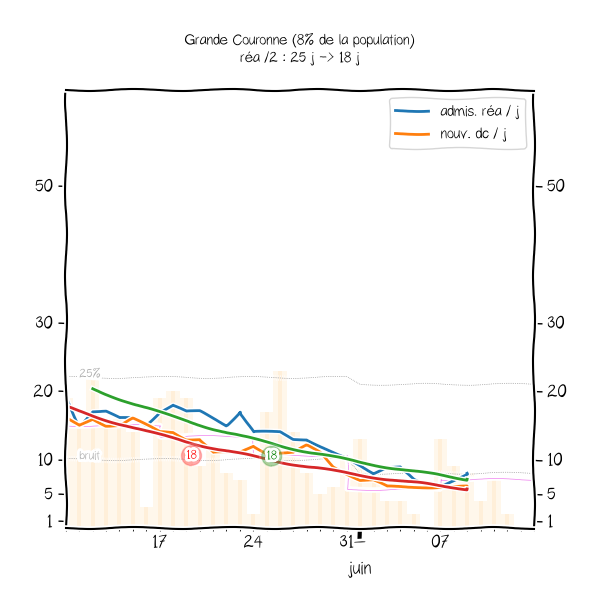 Grande Couronne (8% de la population)
réa /2 : 25 j -> 18 j
admis. réa / j
nouv. dc / j
50 50
30 30
25%
20 20
18 18
bruit
10 10
5 5
1 1
17 24 31 07
juin